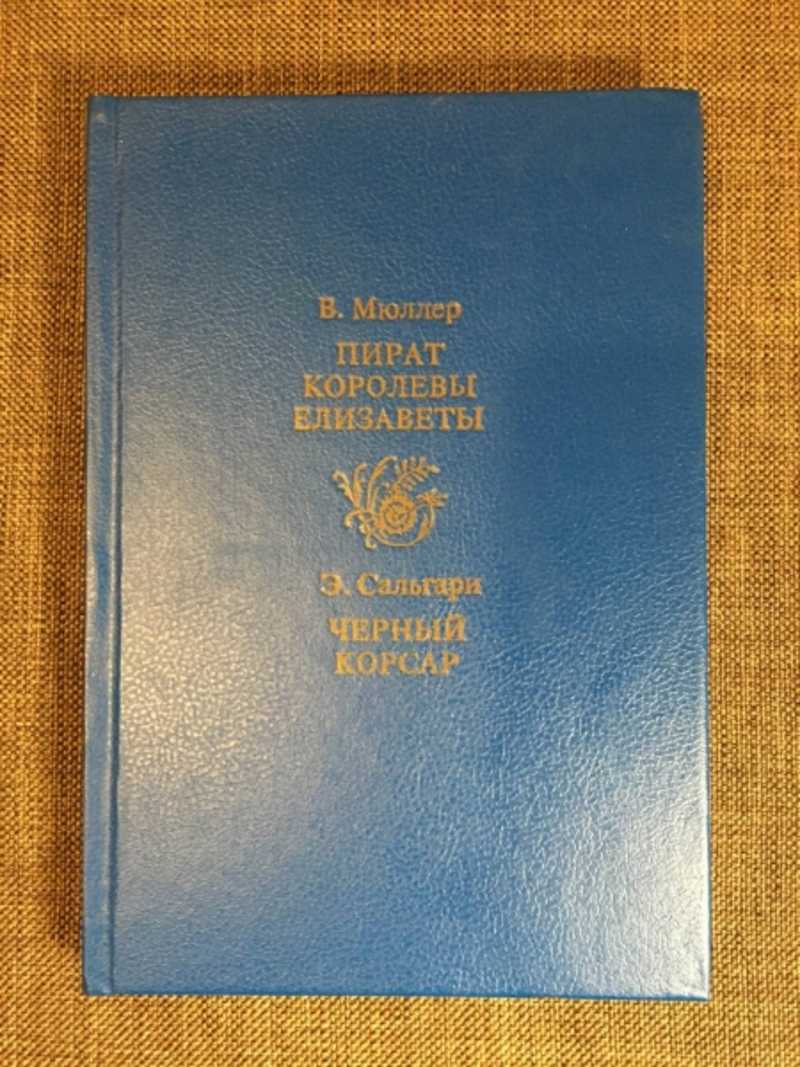 В. Мюллер
ПИРАТ
КОРОЛЕВЫ
ЕЛИЗАВЕТЫ
Э. Сальгари
ЧЕРНЫЙ
КОРСАР